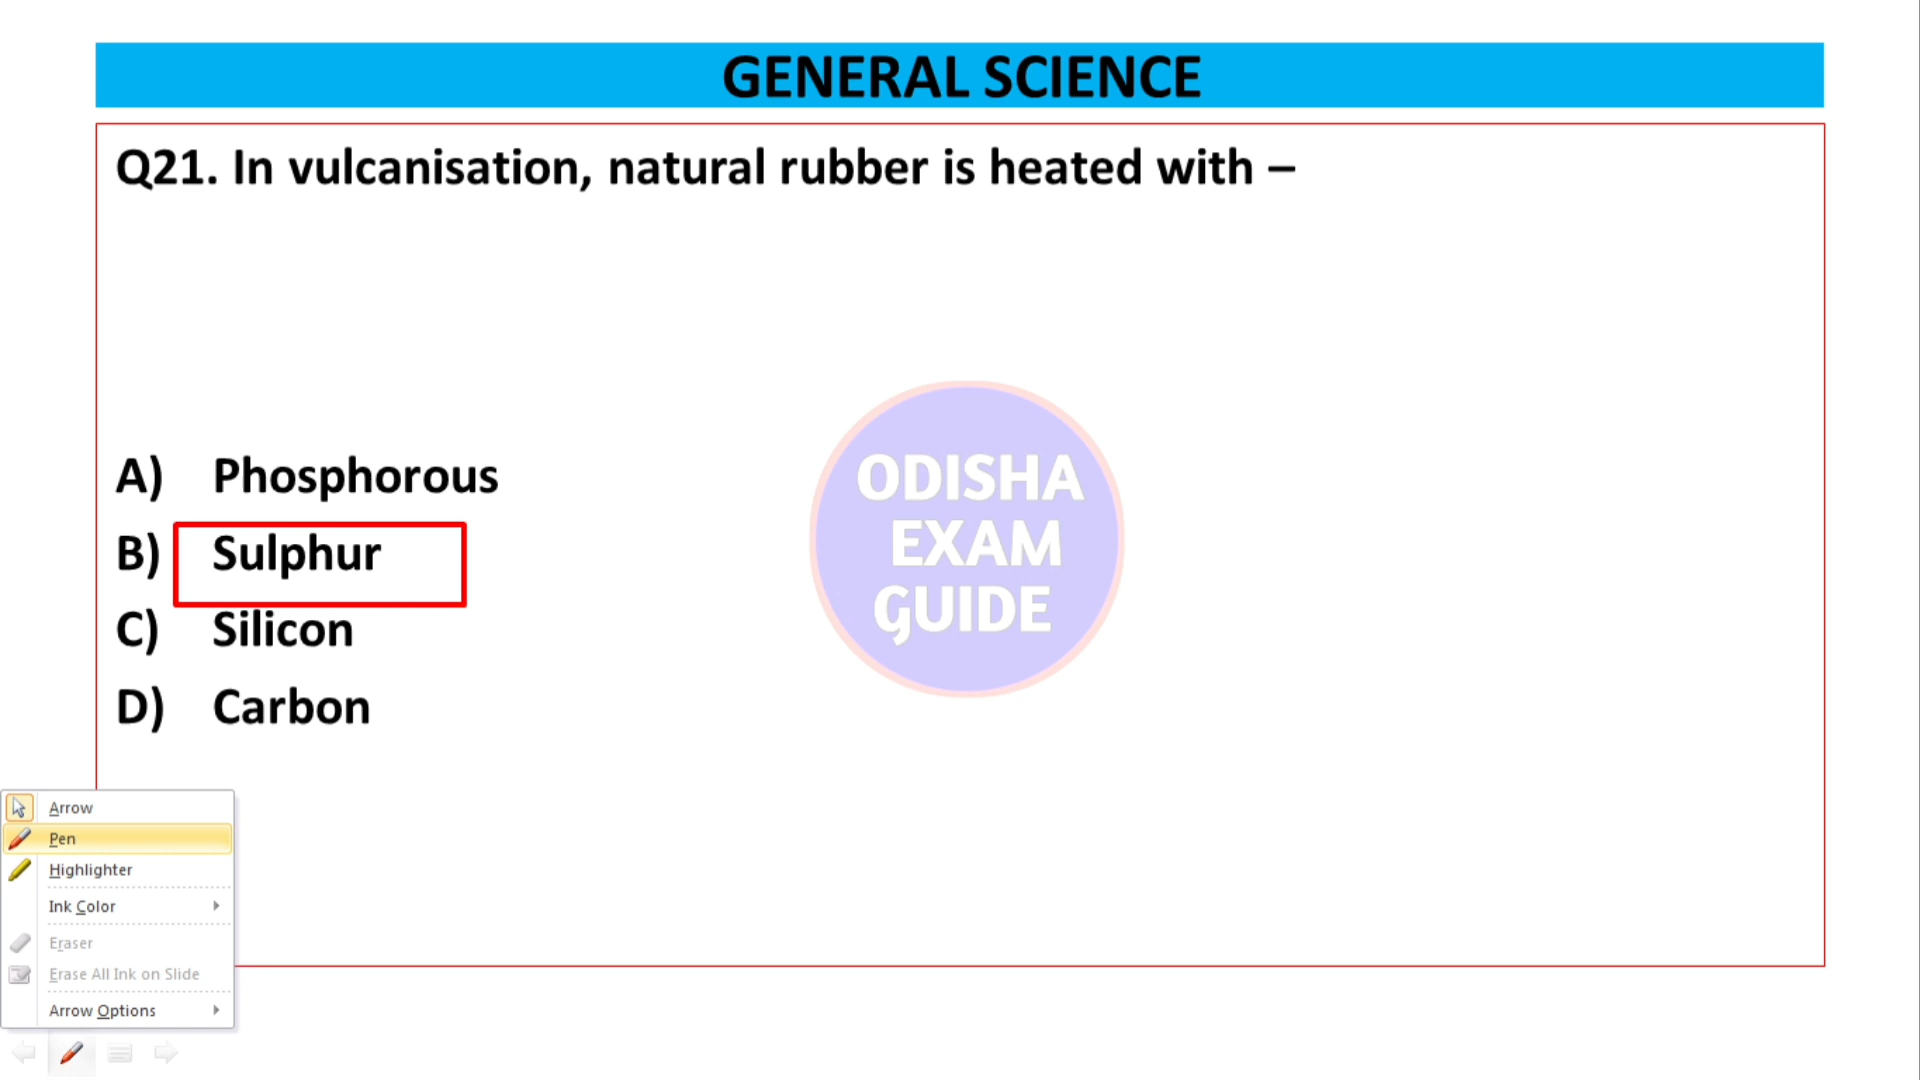 GENERAL SCIENCE
Q21. In vulcanisation, natural rubber is heated with –
A) Phosphorous
B) Sulphur
C) Silicon
D) Carbon
ODISHA
EXAM
GUIDE
Arrow
Pen
Highlighter
Ink Color
Eraser
Erase All Ink on Slide
Arrow Options